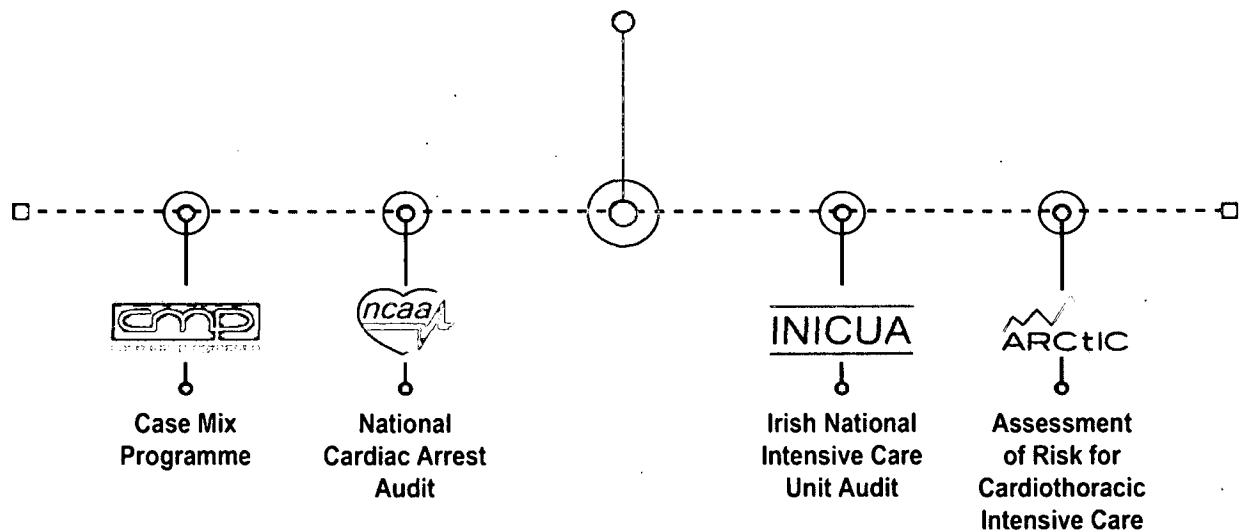 cmp
ncaa
INICUA
ARCtIC
Case Mix
Programme
National
Cardiac Arrest
Audit
Irish National
Intensive Care
Unit Audit
Assessment
of Risk for
Cardiothoracic
Intensive Care